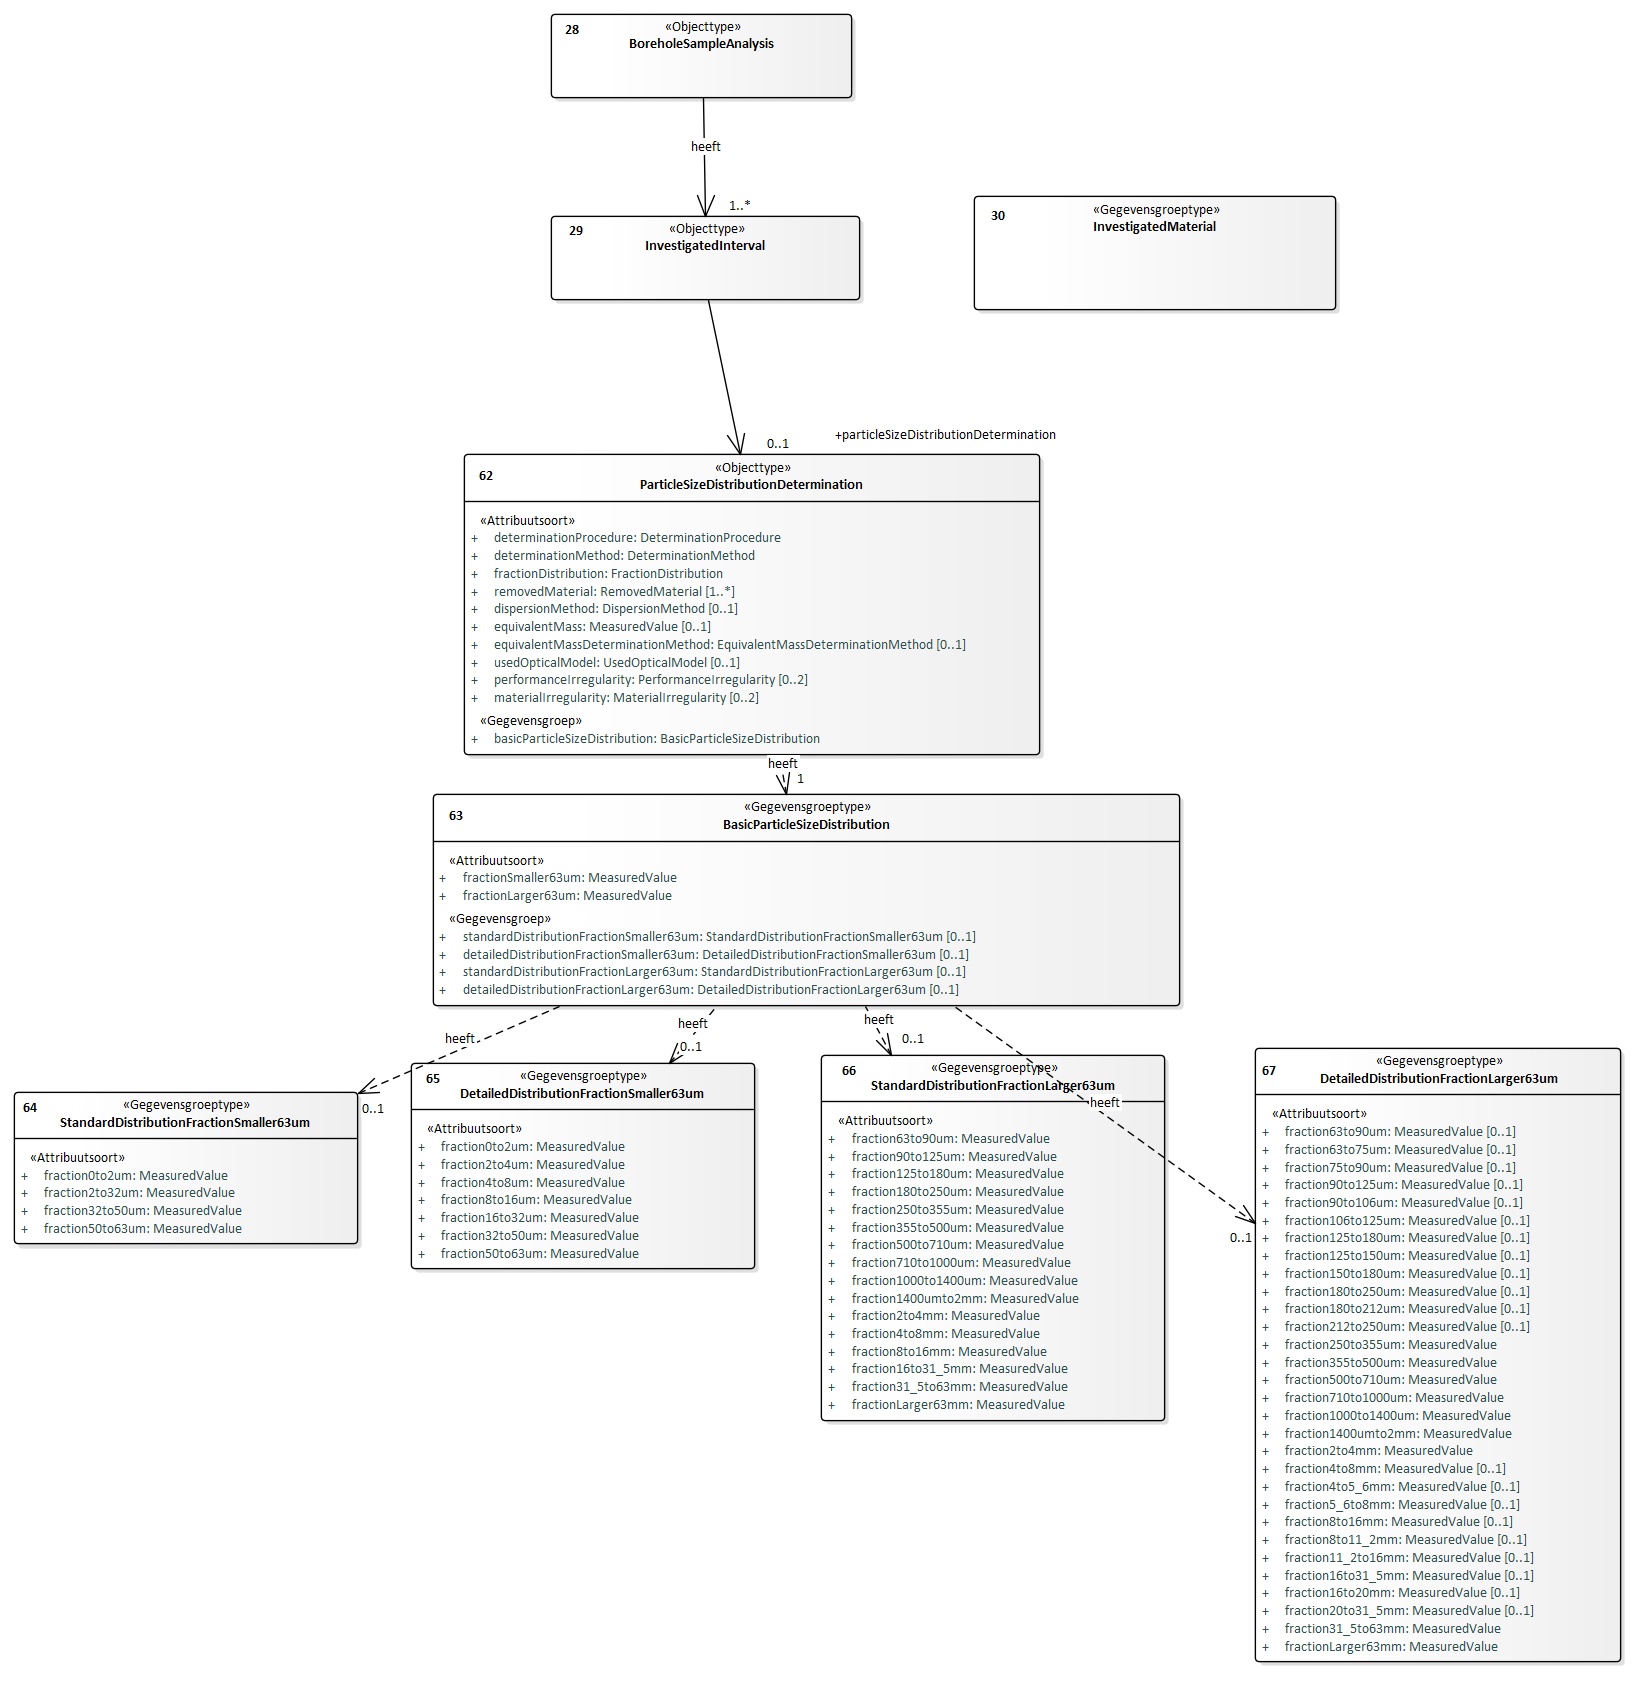 28
«Objecttype»
BoreholeSampleAnalysis
heeft
1..*
29
«Objecttype»
InvestigatedInterval
30
«Gegevensgroeptype»
InvestigatedMaterial
0..1
+particleSizeDistributionDetermination
62
«Objecttype»
ParticleSizeDistributionDetermination
«Attribuutsoort»
+ determinationProcedure: DeterminationProcedure
+ determinationMethod: DeterminationMethod
+ fractionDistribution: FractionDistribution
+ removedMaterial: RemovedMaterial [1..*]
+ dispersionMethod: DispersionMethod [0..1]
+ equivalentMass: MeasuredValue [0..1]
+ equivalentMassDeterminationMethod: EquivalentMassDeterminationMethod [0..1]
+ usedOpticalModel: UsedOpticalModel [0..1]
+ performanceIrregularity: PerformanceIrregularity [0..2]
+ materialIrregularity: MaterialIrregularity [0..2]
«Gegevensgroep»
+ basicParticleSizeDistribution: BasicParticleSizeDistribution
heeft
1
63
«Gegevensgroeptype»
BasicParticleSizeDistribution
«Attribuutsoort»
+ fractionSmaller63um: MeasuredValue
+ fractionLarger63um: MeasuredValue
«Gegevensgroep»
+ standardDistributionFractionSmaller63um: StandardDistributionFractionSmaller63um [0..1]
+ detailedDistributionFractionSmaller63um: DetailedDistributionFractionSmaller63um [0..1]
+ standardDistributionFractionLarger63um: StandardDistributionFractionLarger63um [0..1]
+ detailedDistributionFractionLarger63um: DetailedDistributionFractionLarger63um [0..1]
heeft
0..1
heeft
0..1
heeft
0..1
heeft
0..1
64
«Gegevensgroeptype»
StandardDistributionFractionSmaller63um
«Attribuutsoort»
+ fraction0to2um: MeasuredValue
+ fraction2to32um: MeasuredValue
+ fraction32to50um: MeasuredValue
+ fraction50to63um: MeasuredValue
65
«Gegevensgroeptype»
DetailedDistributionFractionSmaller63um
«Attribuutsoort»
+ fraction0to2um: MeasuredValue
+ fraction2to4um: MeasuredValue
+ fraction4to8um: MeasuredValue
+ fraction8to16um: MeasuredValue
+ fraction16to32um: MeasuredValue
+ fraction32to50um: MeasuredValue
+ fraction50to63um: MeasuredValue
66
«Gegevensgroeptype»
StandardDistributionFractionLarger63um
«Attribuutsoort»
+ fraction63to90um: MeasuredValue
+ fraction90to125um: MeasuredValue
+ fraction125to180um: MeasuredValue
+ fraction180to250um: MeasuredValue
+ fraction250to355um: MeasuredValue
+ fraction355to500um: MeasuredValue
+ fraction500to710um: MeasuredValue
+ fraction710to1000um: MeasuredValue
+ fraction1000to1400um: MeasuredValue
+ fraction1400umto2mm: MeasuredValue
+ fraction2to4mm: MeasuredValue
+ fraction4to8mm: MeasuredValue
+ fraction8to16mm: MeasuredValue
+ fraction16to31_5mm: MeasuredValue
+ fraction31_5to63mm: MeasuredValue
+ fractionLarger63mm: MeasuredValue
67
«Gegevensgroeptype»
DetailedDistributionFractionLarger63um
«Attribuutsoort»
+ fraction63to90um: MeasuredValue [0..1]
+ fraction63to75um: MeasuredValue [0..1]
+ fraction75to90um: MeasuredValue [0..1]
+ fraction90to125um: MeasuredValue [0..1]
+ fraction90to106um: MeasuredValue [0..1]
+ fraction106to125um: MeasuredValue [0..1]
+ fraction125to180um: MeasuredValue [0..1]
+ fraction125to150um: MeasuredValue [0..1]
+ fraction150to180um: MeasuredValue [0..1]
+ fraction180to250um: MeasuredValue [0..1]
+ fraction180to212um: MeasuredValue [0..1]
+ fraction212to250um: MeasuredValue [0..1]
+ fraction250to355um: MeasuredValue
+ fraction355to500um: MeasuredValue
+ fraction500to710um: MeasuredValue
+ fraction710to1000um: MeasuredValue
+ fraction1000to1400um: MeasuredValue
+ fraction1400umto2mm: MeasuredValue
+ fraction2to4mm: MeasuredValue
+ fraction4to8mm: MeasuredValue [0..1]
+ fraction4to5_6mm: MeasuredValue [0..1]
+ fraction5_6to8mm: MeasuredValue [0..1]
+ fraction8to16mm: MeasuredValue [0..1]
+ fraction8to11_2mm: MeasuredValue [0..1]
+ fraction11_2to16mm: MeasuredValue [0..1]
+ fraction16to31_5mm: MeasuredValue [0..1]
+ fraction16to20mm: MeasuredValue [0..1]
+ fraction20to31_5mm: MeasuredValue [0..1]
+ fraction31_5to63mm: MeasuredValue
+ fractionLarger63mm: MeasuredValue